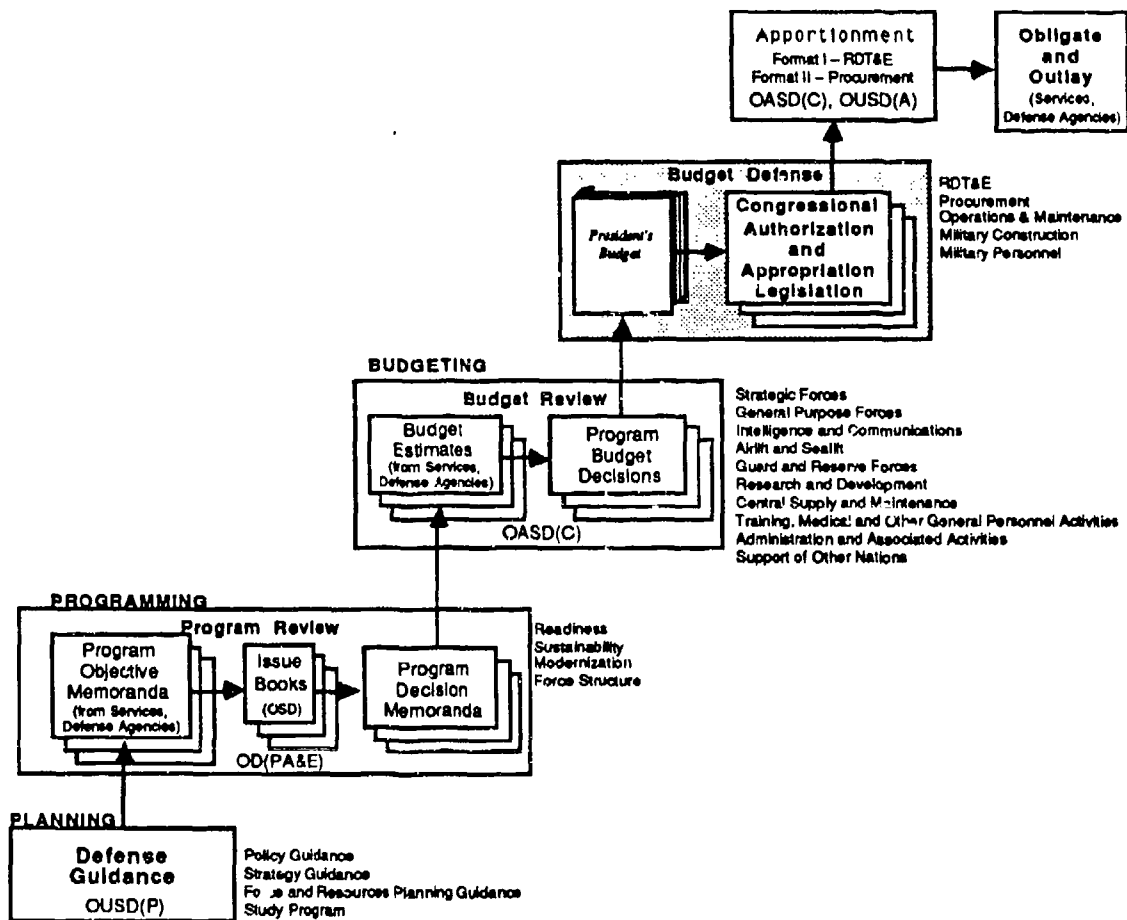 Apportionment
Format I – RDT&E
Format II – Procurement
OASD(C), OUSD(A)
Obligate
and
Outlay
(Services,
Defense Agencies)
Budget Defense
President's
Budget
Congressional
Authorization
and
Appropriation
Legislation
RDT&E
Procurement
Operations & Maintenance
Military Construction
Military Personnel
BUDGETING
Budget Review
Budget
Estimates
(from Services,
Defense Agencies)
Program
Budget
Decisions
OASD(C)
Strategic Forces
General Purpose Forces
Intelligence and Communications
Airlift and Sealift
Guard and Reserve Forces
Research and Development
Central Supply and Maintenance
Training, Medical and Other General Personnel Activities
Administration and Associated Activities
Support of Other Nations
PROGRAMMING
Program Review
Program
Objective
Memoranda
(from Services,
Defense Agencies)
Issue
Books
(OSD)
Program
Decision
Memoranda
OD(PA&E)
Readiness
Sustainability
Modernization
Force Structure
PLANNING
Defense
Guidance
OUSD(P)
Policy Guidance
Strategy Guidance
and Resources Planning Guidance
Study Program